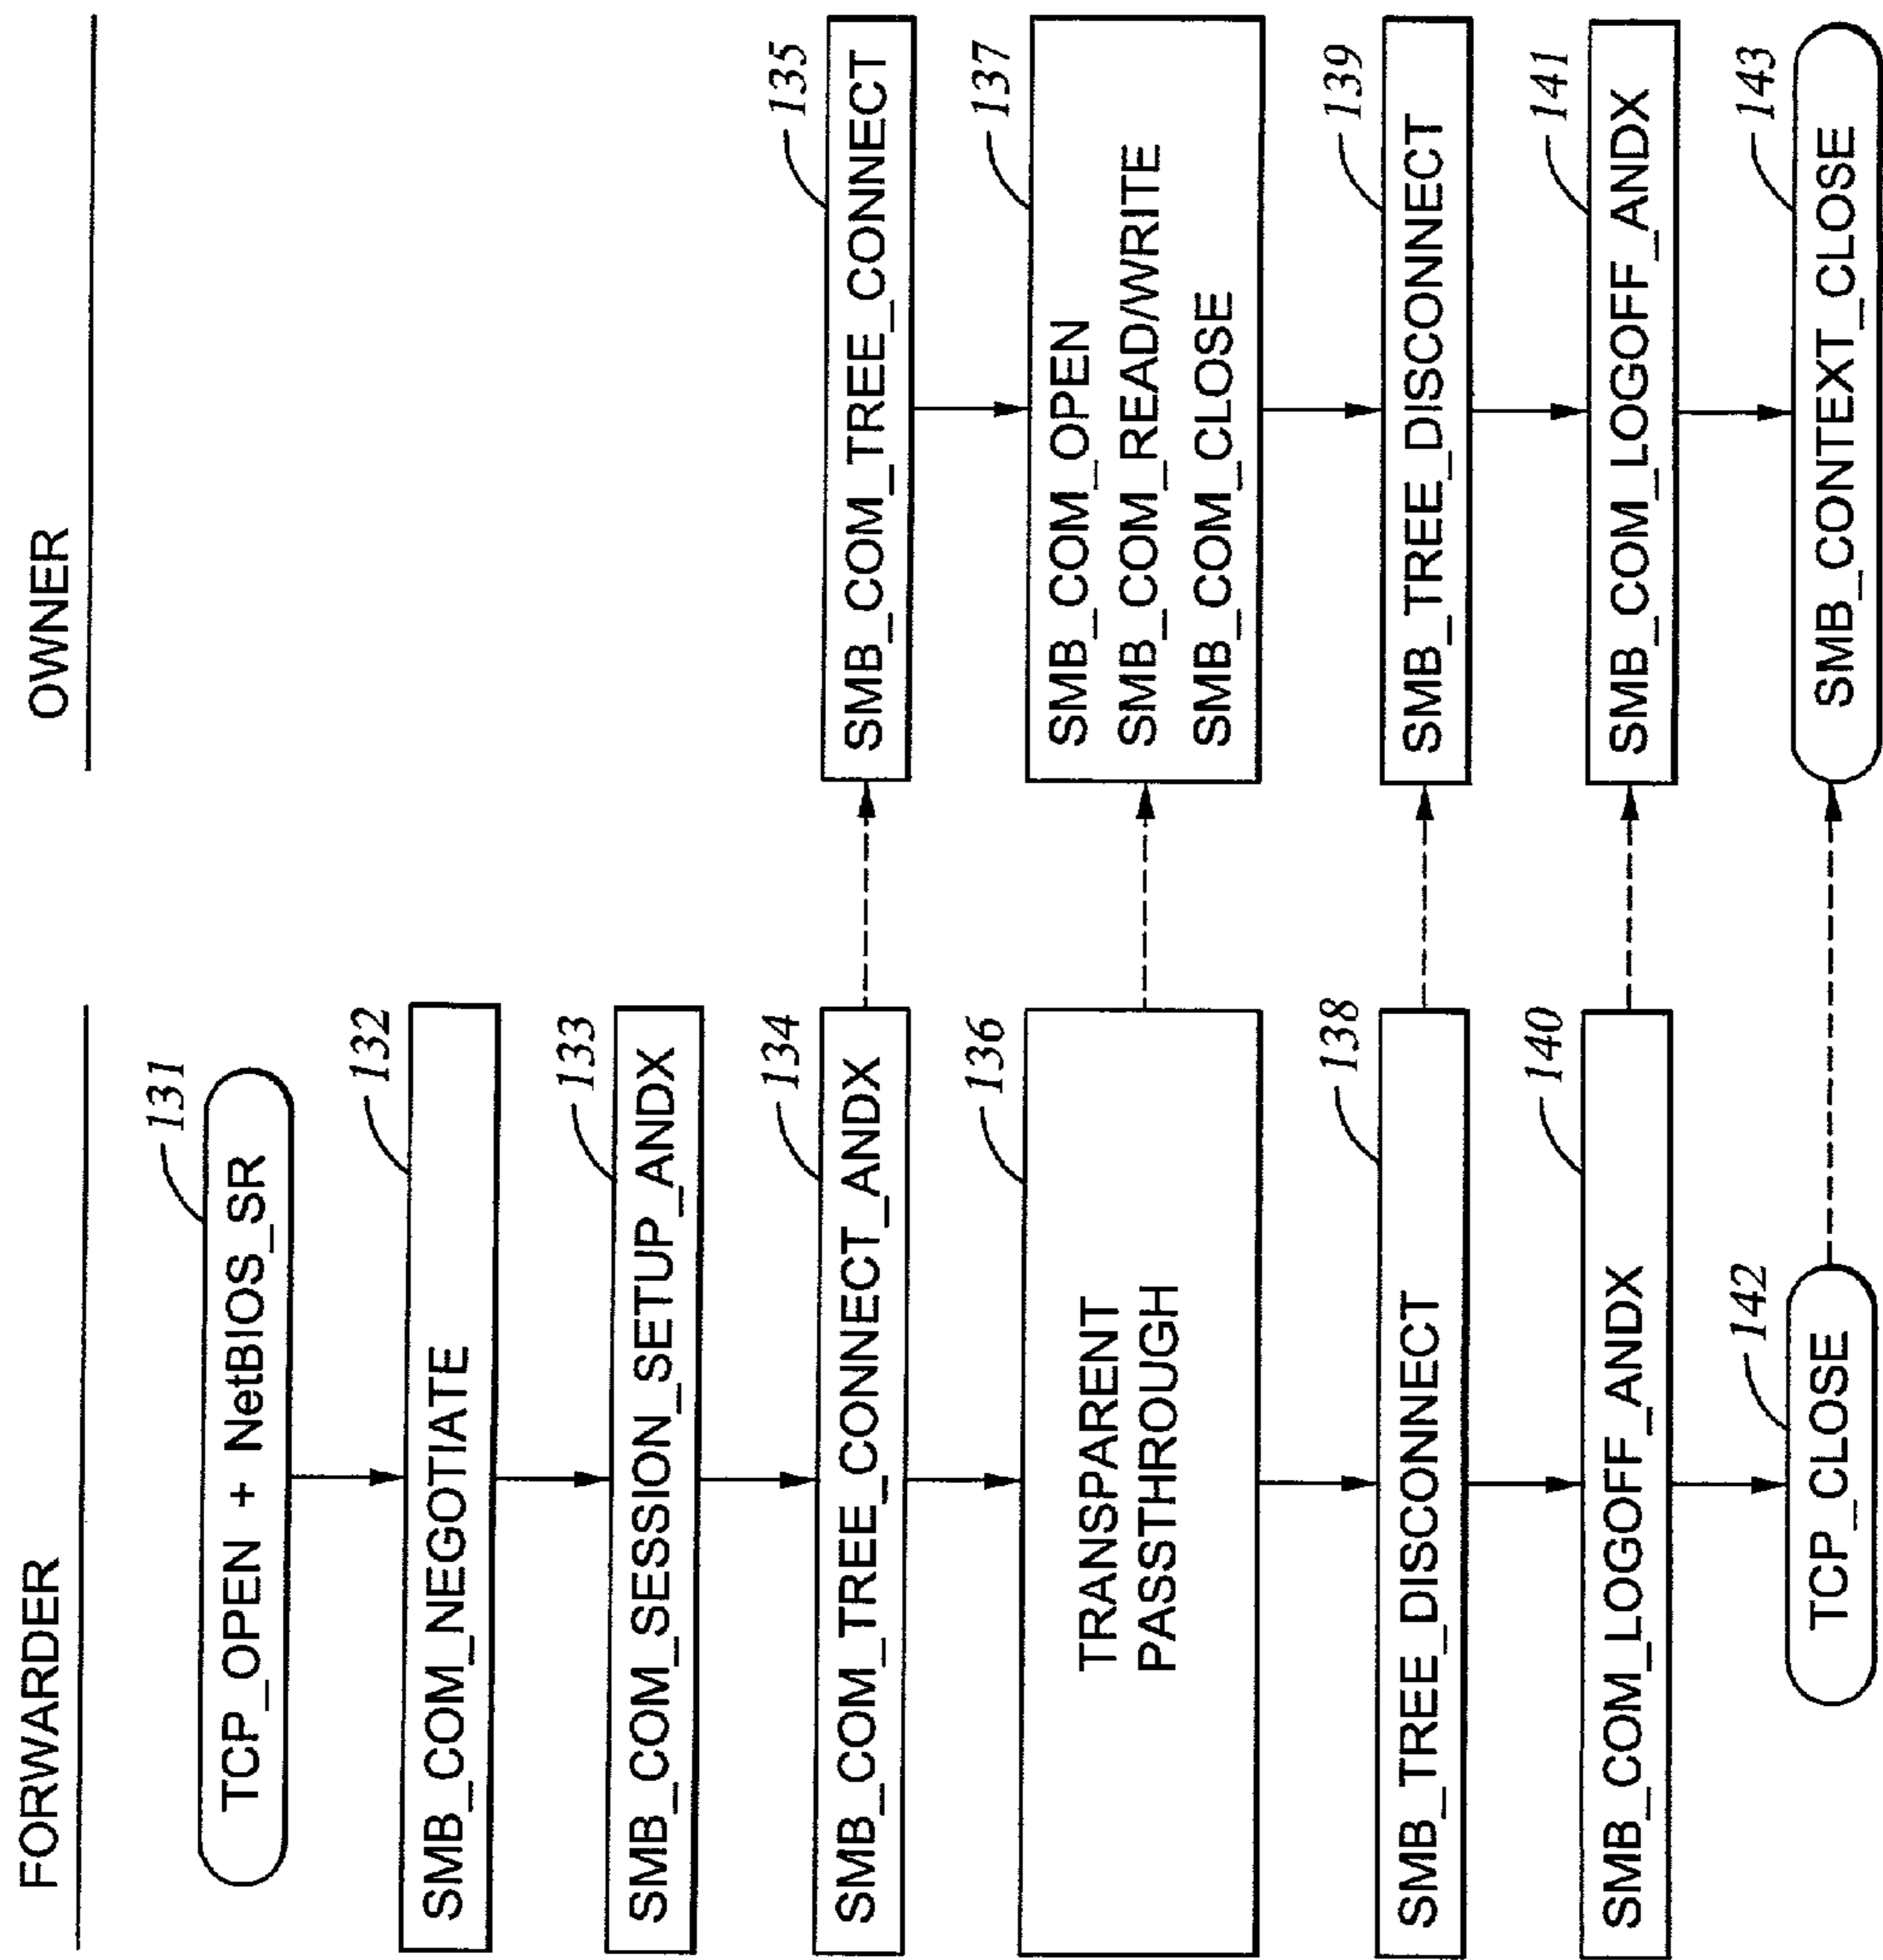 FORWARDER
OWNER
131
TCP_OPEN + NetBIOS_SR
132
SMB_COM_NEGOTIATE
133
SMB_COM_SESSION_SETUP_ANDX
134
SMB_COM_TREE_CONNECT_ANDX
135
SMB_COM_TREE_CONNECT
136
TRANSPARENT
PASSTHROUGH
137
SMB_COM_OPEN
SMB_COM_READ/WRITE
SMB_COM_CLOSE
138
SMB_TREE_DISCONNECT
139
SMB_TREE_DISCONNECT
140
SMB_COM_LOGOFF_ANDX
141
SMB_COM_LOGOFF_ANDX
142
TCP_CLOSE
143
SMB_CONTEXT_CLOSE